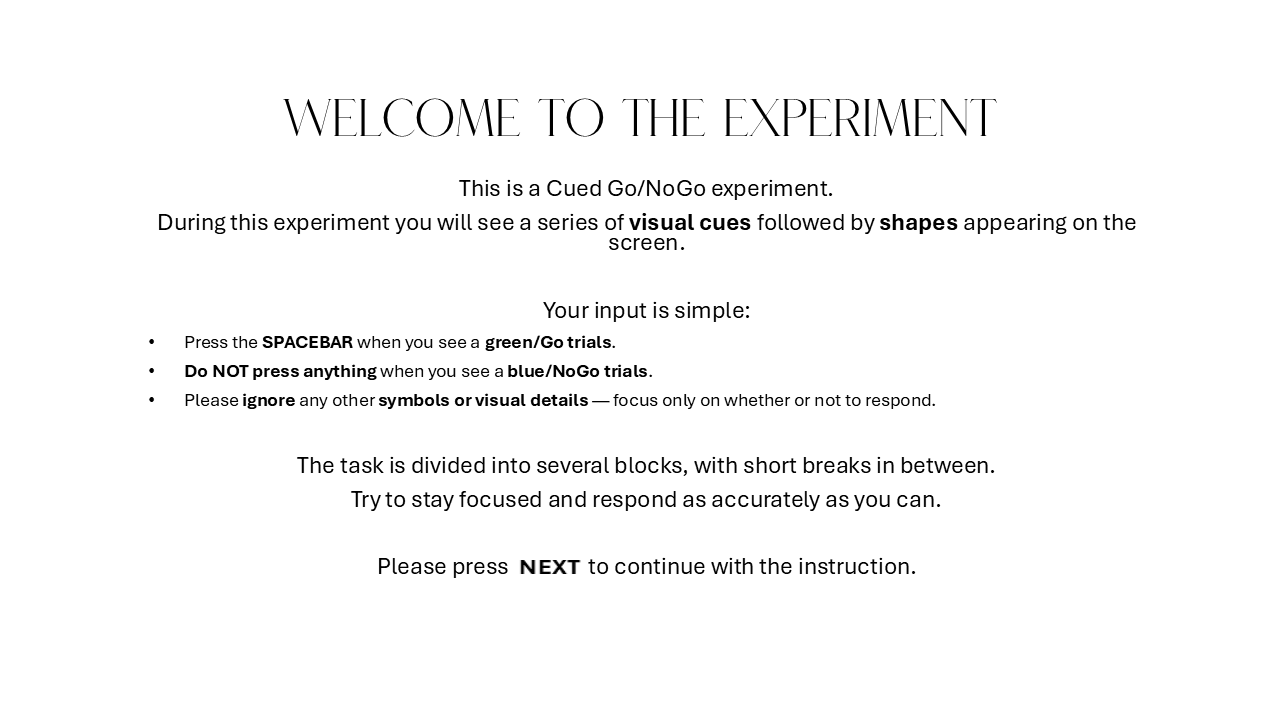 WELCOME TO THE EXPERIMENT
This is a Cued Go/NoGo experiment.
During this experiment you will see a series of visual cues followed by shapes appearing on the
screen.
Your input is simple:
• Press the SPACEBAR when you see a green/Go trials.
• Do NOT press anything when you see a blue/NoGo trials.
• Please ignore any other symbols or visual details — focus only on whether or not to respond.
The task is divided into several blocks, with short breaks in between.
Try to stay focused and respond as accurately as you can.
Please press NEXT to continue with the instruction.